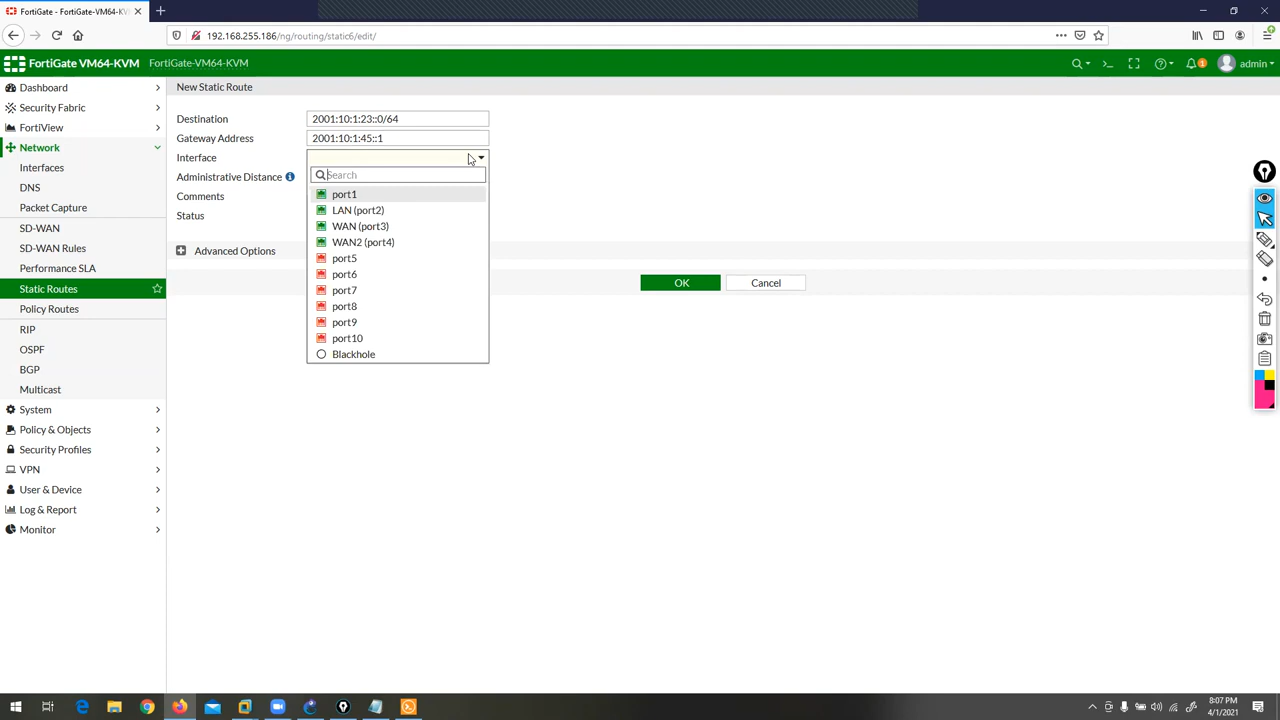 FortiGate - FortiGate-VM64-KVM
192.168.255.186/ng/routing/static6/edit/
FortiGate VM64-KVM
FortiGate-VM64-KVM
1
admin
Dashboard
Security Fabric
FortiView
Network
Interfaces
DNS
Packet Capture
SD-WAN
SD-WAN Rules
Performance SLA
Static Routes
Policy Routes
RIP
OSPF
BGP
Multicast
System
Policy & Objects
Security Profiles
VPN
User & Device
Log & Report
Monitor
New Static Route
Destination
2001:10:1:23::0/64
Gateway Address
2001:10:1:45::1
Interface
Administrative Distance
Comments
Status
Search
port1
LAN (port2)
WAN (port3)
WAN2 (port4)
port5
port6
port7
port8
port9
port10
Blackhole
Advanced Options
OK
Cancel
8:07 PM
4/1/2021